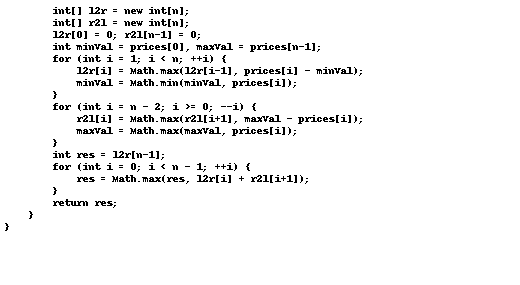 int[] l2r = new int[n];
int[] r2l = new int[n];
l2r[0] = 0; r2l[n-1] = 0;
int minVal = prices[0], maxVal = prices[n-1];
for (int i = 1; i < n; ++i) {
l2r[i] = Math.max(l2r[i-1], prices[i] - minVal);
minVal = Math.min(minVal, prices[i]);
}
for (int i = n - 2; i >= 0; --i) {
r2l[i] = Math.max(r2l[i+1], maxVal - prices[i]);
maxVal = Math.max(maxVal, prices[i]);
}
int res = l2r[n-1];
for (int i = 0; i < n - 1; ++i) {
res = Math.max(res, l2r[i] + r2l[i+1]);
}
return res;
}
}